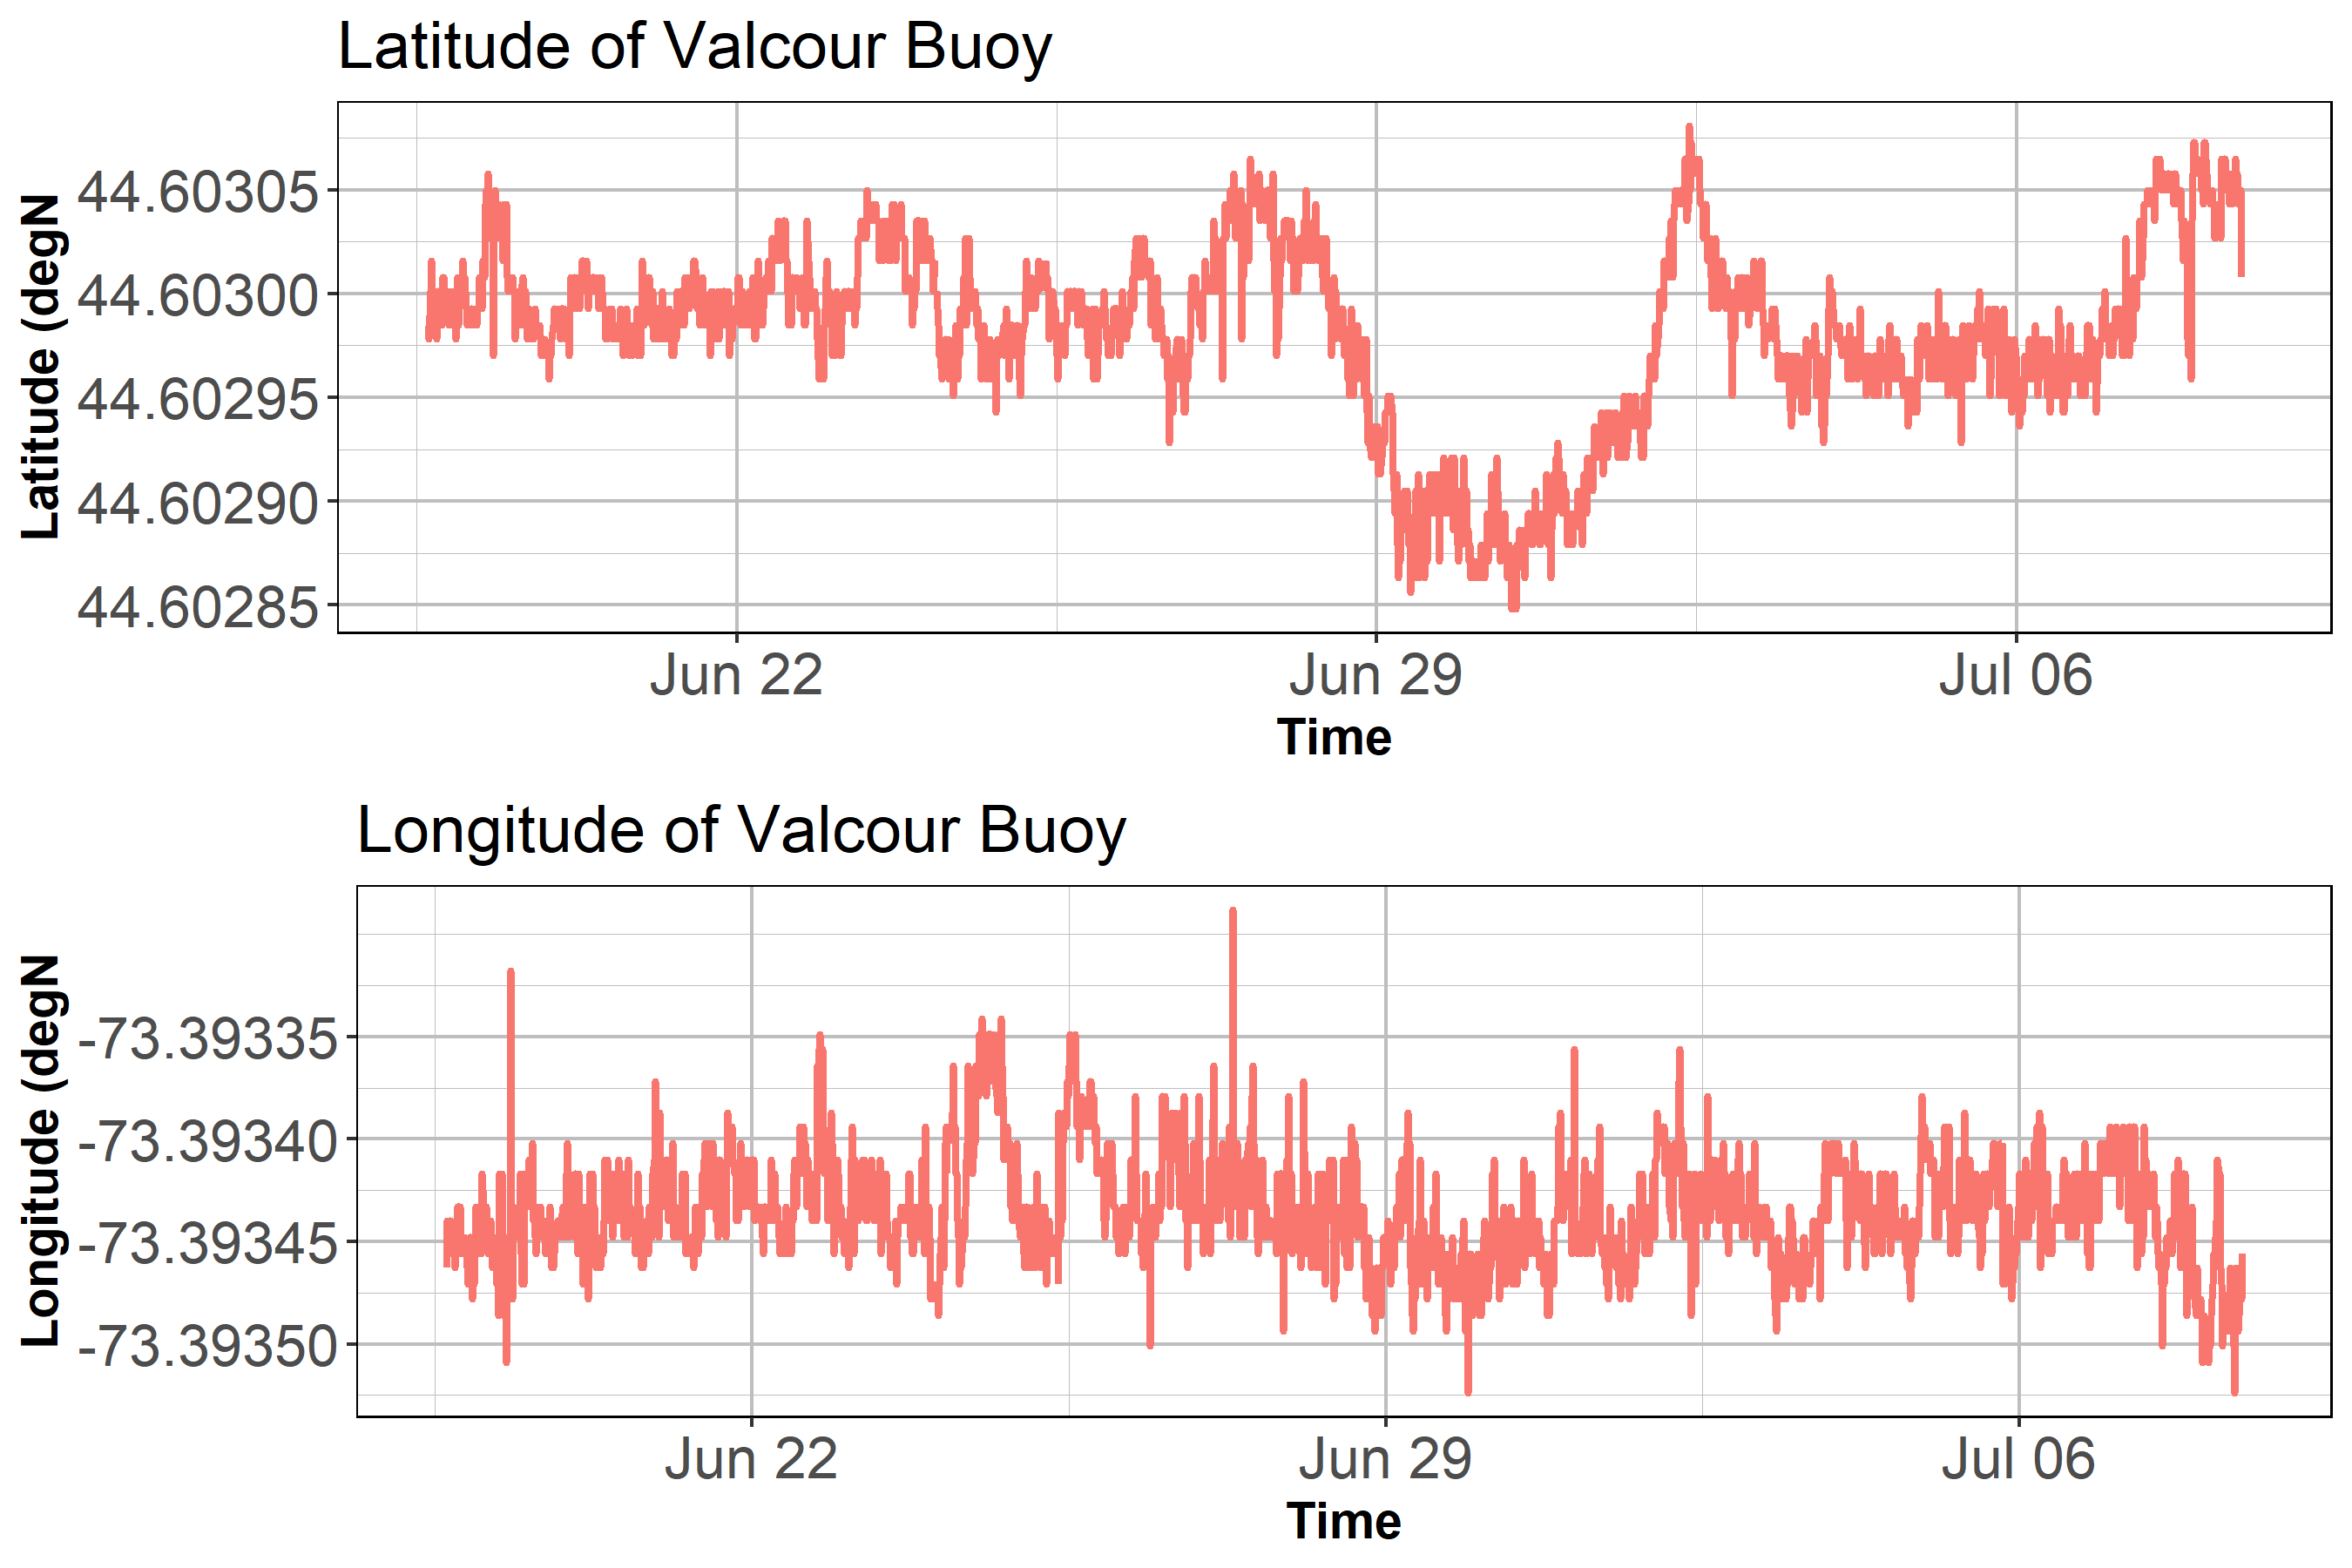 Latitude of Valcour Buoy
Latitude (degN
44.60305
44.60300
44.60295
44.60290
44.60285
Jun 22
Jun 29
Jul 06
Time
Longitude of Valcour Buoy
Longitude (degN
-73.39335
-73.39340
-73.39345
-73.39350
Jun 22
Jun 29
Jul 06
Time